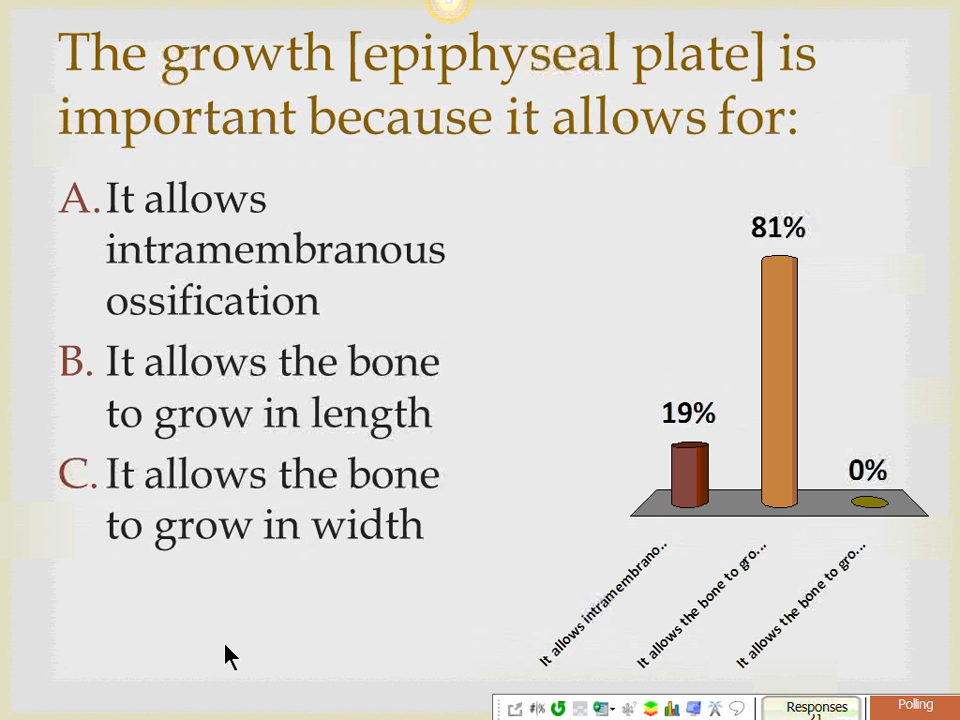 The growth [epiphyseal plate] is
important because it allows for:
A. It allows
intramembranous
ossification
B. It allows the bone
to grow in length
C. It allows the bone
to grow in width
81%
19%
0%
It allows intramembrano..
It allows the bone to gro...
It allows the bone to gro...
Responses
21
Polling